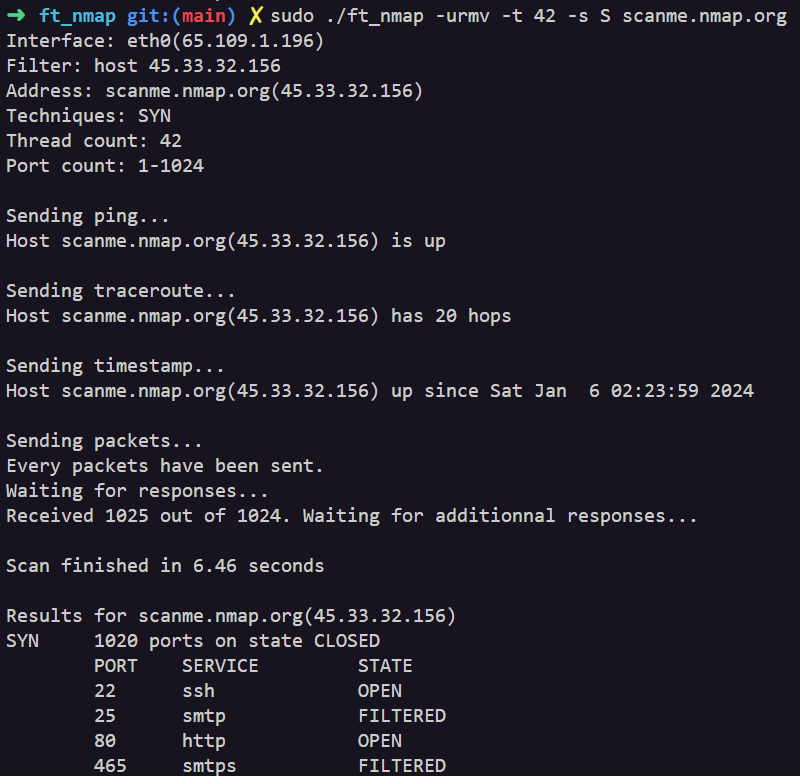 ➜ ft_nmap git:(main) ✗ sudo ./ft_nmap -urmv -t 42 -s S scanme.nmap.org
Interface: eth0(65.109.1.196)
Filter: host 45.33.32.156
Address: scanme.nmap.org(45.33.32.156)
Techniques: SYN
Thread count: 42
Port count: 1-1024
Sending ping...
Host scanme.nmap.org(45.33.32.156) is up
Sending traceroute...
Host scanme.nmap.org(45.33.32.156) has 20 hops
Sending timestamp...
Host scanme.nmap.org(45.33.32.156) up since Sat Jan  6 02:23:59 2024
Sending packets...
Every packets have been sent.
Waiting for responses...
Received 1025 out of 1024. Waiting for additionnal responses...
Scan finished in 6.46 seconds
Results for scanme.nmap.org(45.33.32.156)
SYN     1020 ports on state CLOSED
        PORT    SERVICE         STATE
        22      ssh             OPEN
        25      smtp            FILTERED
        80      http            OPEN
        465     smtps           FILTERED